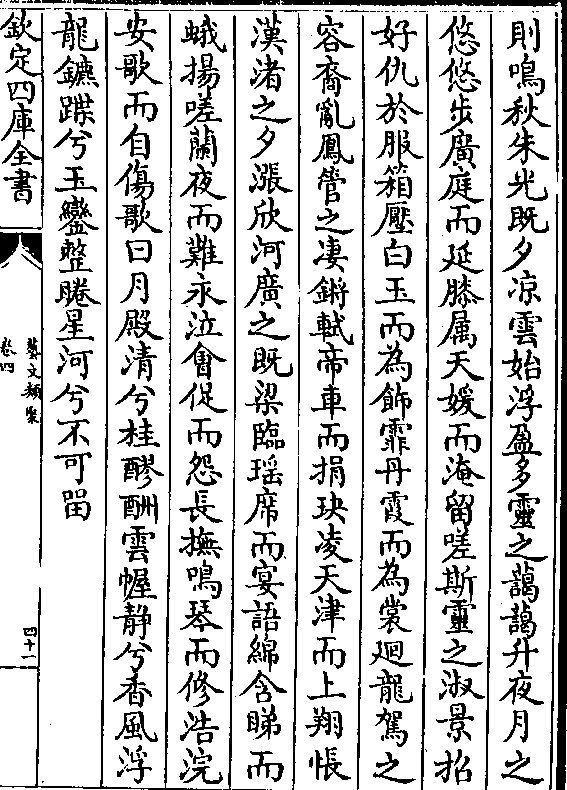 則鳴秋朱光既夕凉雲始浮盈多靈之藹藹升夜月之
悠悠步廣庭而延膝属天媛而淹留嗟斯靈之淑景招
好仇於服箱壓白玉而為飾霏丹霞而為裳廻龍駕之
容裔亂鳳管之凄鏘軾帝車而捐玦凌天津而上翔悵
漢渚之夕漲欣河廣之既梁臨瑶席而宴語綿含睇而
蛾揚嗟蘭夜而難永泣會促而怨長撫鳴琴而修浩浣
安歌而自傷歌曰月殿清兮桂醪酬雲幄静兮香風浮
龍鑣蹀兮玉鑾整睠星河兮不可㽞
欽定四庫全書
藝文類聚
卷四
四十一